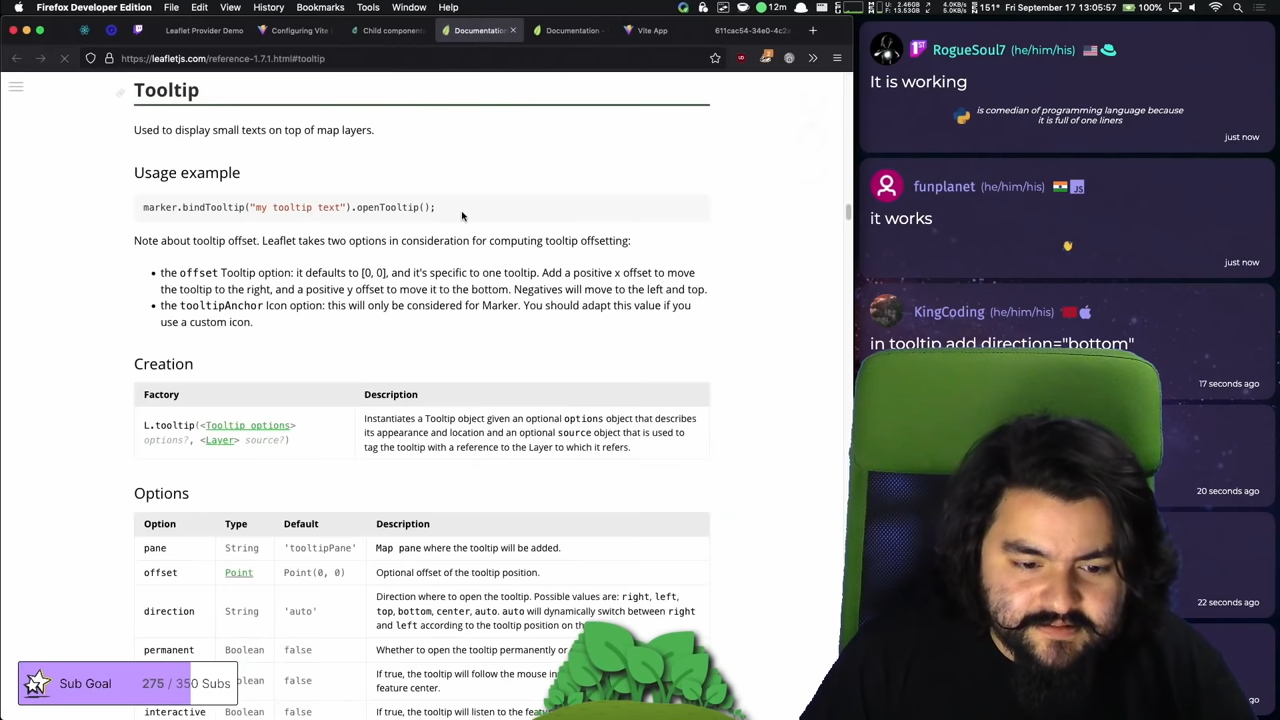 Firefox Developer Edition File Edit View History Bookmarks Tools Window Help
12m
151° Fri September 17 13:05:57 100%
Leaflet Provider Demo
Configuring Vite
Child component
Documentation
Documentation -
Vite App
611cac54-34e0-4c2
https://leafletjs.com/reference-1.7.1.html#tooltip
Tooltip
Used to display small texts on top of map layers.
Usage example
marker.bindTooltip("my tooltip text").openTooltip();
Note about tooltip offset. Leaflet takes two options in consideration for computing tooltip offsetting:
• the offset Tooltip option: it defaults to [0, 0], and it's specific to one tooltip. Add a positive x offset to move
the tooltip to the right, and a positive y offset to move it to the bottom. Negatives will move to the left and top.
• the tooltipAnchor Icon option: this will only be considered for Marker. You should adapt this value if you
use a custom icon.
Creation
Factory Description
L.tooltip(<Tooltip options>
options?, <Layer> source?)
Instantiates a Tooltip object given an optional options object that describes
its appearance and location and an optional source object that is used to
tag the tooltip with a reference to the Layer to which it refers.
Options
Option Type Default Description
pane String 'tooltipPane' Map pane where the tooltip will be added.
offset Point Point(0, 0) Optional offset of the tooltip position.
direction String 'auto'
Direction where to open the tooltip. Possible values are: right, left,
top, bottom, center, auto. auto will dynamically switch between right
and left according to the tooltip position on th
permanent Boolean false Whether to open the tooltip permanently or
olean false
If true, the tooltip will follow the mouse in
feature center.
interactive Boolean false If true, the tooltip will listen to the feat
Sub Goal 275 / 350 Subs
1ST RogueSoul7 (he/him/his)
It is working
is comedian of programming language because
it is full of one liners
just now
funplanet (he/him/his) JS
it works
just now
KingCoding (he/him/his)
in tooltip add direction="bottom"
17 seconds ago
20 seconds ago
22 seconds ago
go